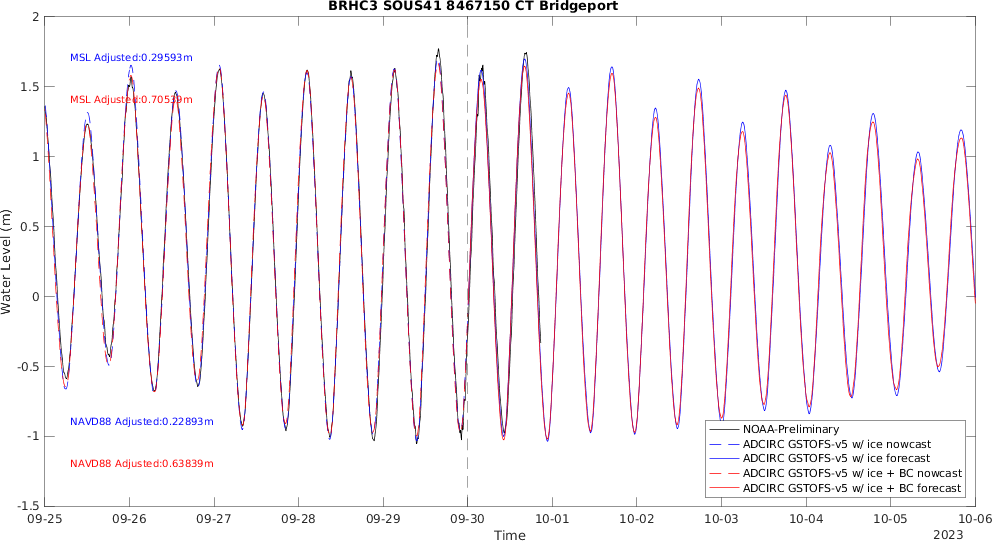 BRHC3 SOUS41 8467150 CT Bridgeport
2
1.5
1
0.5
0
-0.5
-1
-1.5
Water Level (m)
MSL Adjusted:0.29593m
MSL Adjusted:0.70539m
NAVD88 Adjusted:0.22893m
NAVD88 Adjusted:0.63839m
NOAA-Preliminary
ADCIRC GSTOFS-v5 w/ ice nowcast
ADCIRC GSTOFS-v5 w/ ice forecast
ADCIRC GSTOFS-v5 w/ ice + BC nowcast
ADCIRC GSTOFS-v5 w/ ice + BC forecast
09-25 09-26 09-27 09-28 09-29 09-30 10-01 10-02 10-03 10-04 10-05 10-06
Time
2023